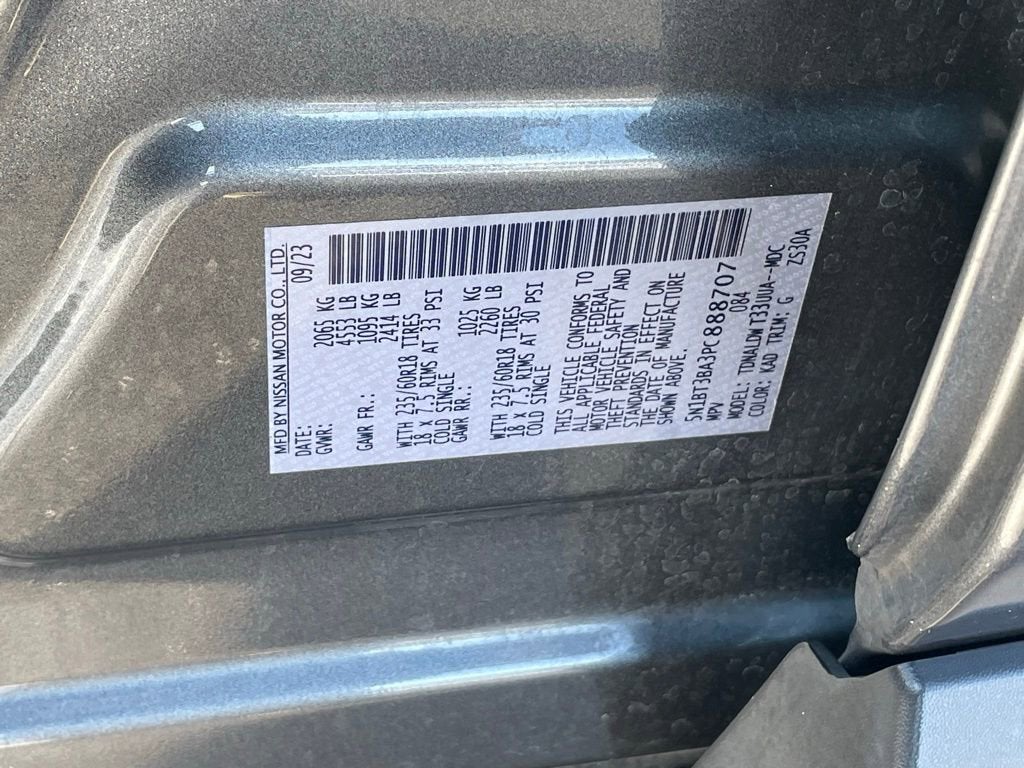 MFD BY NISSAN MOTOR CO., LTD.
DATE: 09/23
GVWR: 2065 KG
4553 LB
GAWR FR.: 1095 KG
2414 LB
WITH 235/60R18 TIRES
18 X 7.5 RIMS AT 33 PSI
COLD SINGLE
GAWR RR.: 1025 KG
2260 LB
WITH 235/60R18 TIRES
18 X 7.5 RIMS AT 30 PSI
COLD SINGLE
THIS VEHICLE CONFORMS TO
ALL APPLICABLE FEDERAL
MOTOR VEHICLE SAFETY AND
THEFT PREVENTION
STANDARDS IN EFFECT ON
THE DATE OF MANUFACTURE
SHOWN ABOVE.
5N1BT3BA3PC888707
MPV 084
MODEL: TDNALDW T33UUA--MDC
COLOR: KAD TRIM: G ZS30A